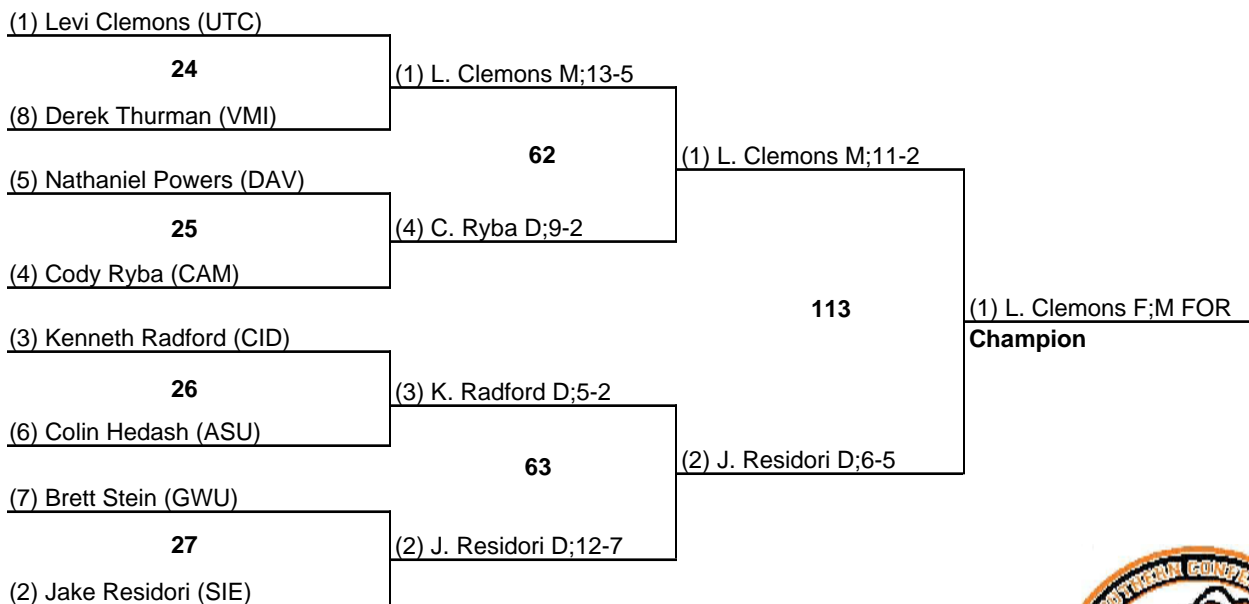 (1) Levi Clemons (UTC)
24
(1) L. Clemons M;13-5
(8) Derek Thurman (VMI)
62
(1) L. Clemons M;11-2
(5) Nathaniel Powers (DAV)
25
(4) C. Ryba D;9-2
(4) Cody Ryba (CAM)
113
(1) L. Clemons F;M FOR
Champion
(3) Kenneth Radford (CID)
26
(3) K. Radford D;5-2
(6) Colin Hedash (ASU)
63
(2) J. Residori D;6-5
(7) Brett Stein (GWU)
27
(2) J. Residori D;12-7
(2) Jake Residori (SIE)